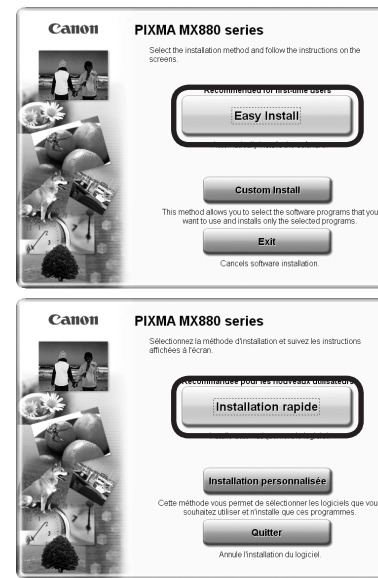 Canon
PIXMA MX880 series
Select the installation method and follow the instructions on the
screens.
Recommended for first-time users
Easy Install
Custom Install
This method allows you to select the software programs that you
want to use and installs only the selected programs.
Exit
Cancels software installation.
Canon
PIXMA MX880 series
Sélectionnez la méthode d'installation et suivez les instructions
affichées à l'écran.
Recommandée pour les nouveaux utilisateurs
Installation rapide
Installation personnalisée
Cette méthode vous permet de sélectionner les logiciels que vou
souhaitez utiliser et n'installe que ces programmes.
Quitter
Annule l'installation du logiciel.